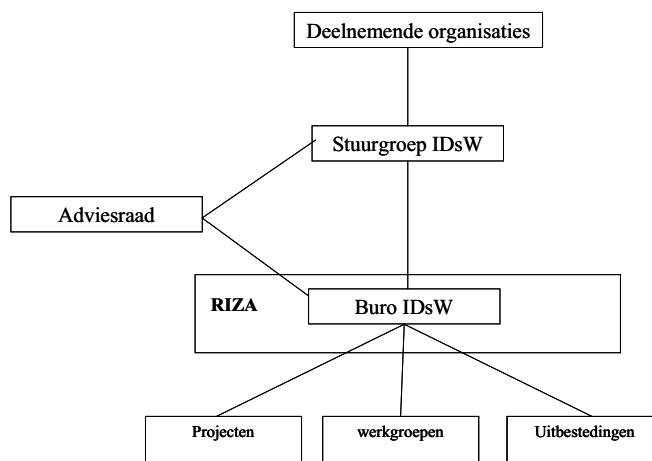 Deelnemende organisaties
Stuurgroep IDsW
Adviesraad
RIZA
Buro IDsW
Projecten
werkgroepen
Uitbestedingen